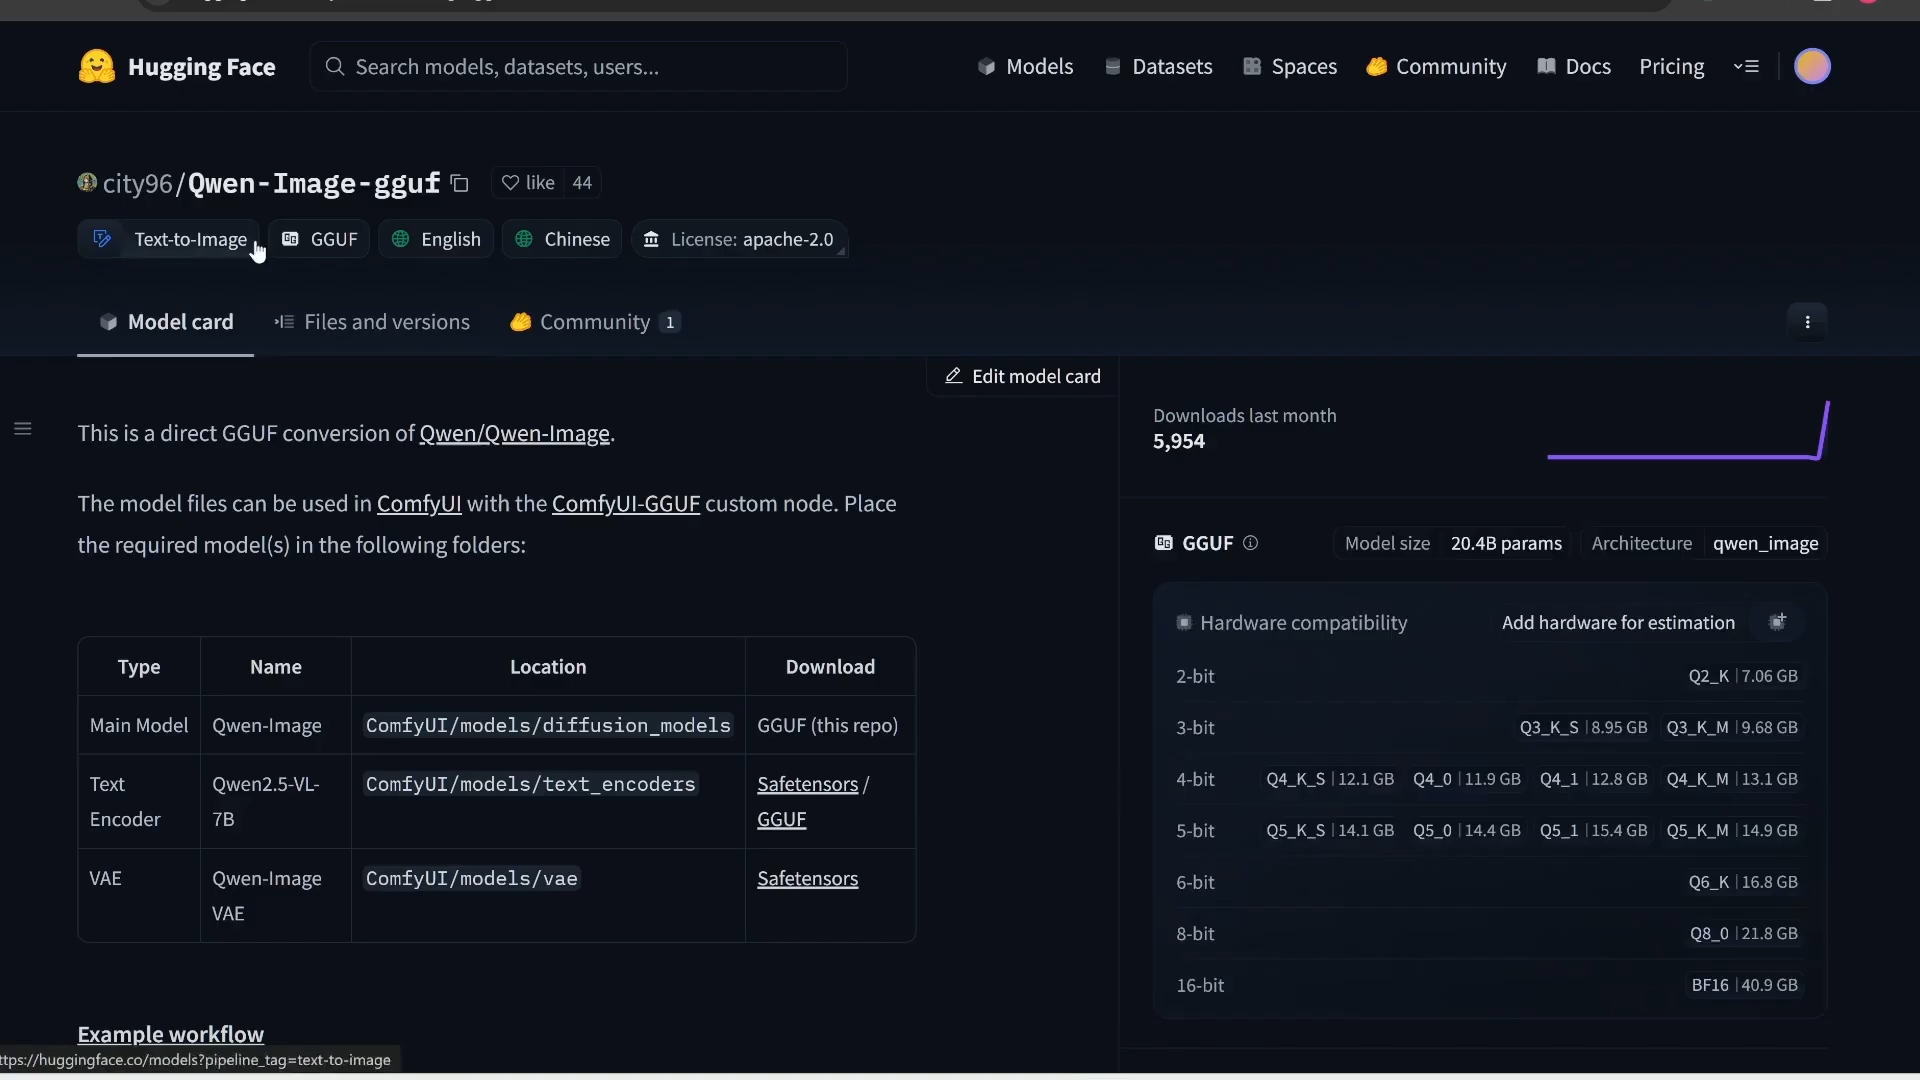 Hugging Face
Search models, datasets, users...
Models
Datasets
Spaces
Community
Docs
Pricing
city96/Qwen-Image-gguf
like 44
Text-to-Image
GGUF
English
Chinese
License: apache-2.0
Model card
Files and versions
Community 1
Edit model card
This is a direct GGUF conversion of Qwen/Qwen-Image.
The model files can be used in ComfyUI with the ComfyUI-GGUF custom node. Place
the required model(s) in the following folders:
Type Name Location Download
Main Model Qwen-Image ComfyUI/models/diffusion_models GGUF (this repo)
Text Qwen2.5-VL- ComfyUI/models/text_encoders Safetensors /
Encoder 7B GGUF
VAE Qwen-Image ComfyUI/models/vae Safetensors
VAE
Example workflow
ttps://huggingface.co/models?pipeline_tag=text-to-image
Downloads last month
5,954
GGUF Model size 20.4B params Architecture qwen_image
Hardware compatibility Add hardware for estimation
2-bit Q2_K 7.06 GB
3-bit Q3_K_S 8.95 GB Q3_K_M 9.68 GB
4-bit Q4_K_S 12.1 GB Q4_0 11.9 GB Q4_1 12.8 GB Q4_K_M 13.1 GB
5-bit Q5_K_S 14.1 GB Q5_0 14.4 GB Q5_1 15.4 GB Q5_K_M 14.9 GB
6-bit Q6_K 16.8 GB
8-bit Q8_0 21.8 GB
16-bit BF16 40.9 GB